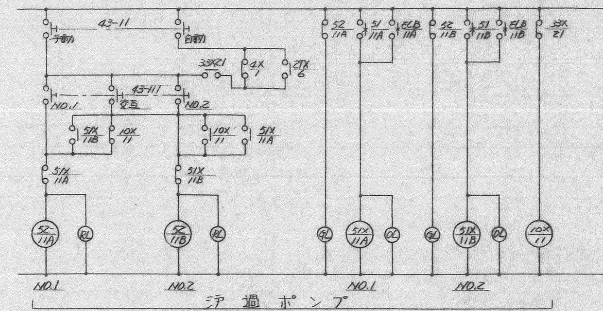 43-11
手動
自動
52
11A
51
11A
ELB
11A
52
11B
51
11B
ELB
11B
33X
21
33X21
4X
1
27X
6
43-111
NO.1
交互
NO.2
51X
11B
10X
11
10X
11
51X
11A
51X
11A
51X
11B
52-
11A
RL
52
11B
RL
GL
51X
11A
OL
GL
51X
11B
OL
10X
11
NO.1
NO.2
NO.1
NO.2
浄過ポンプ